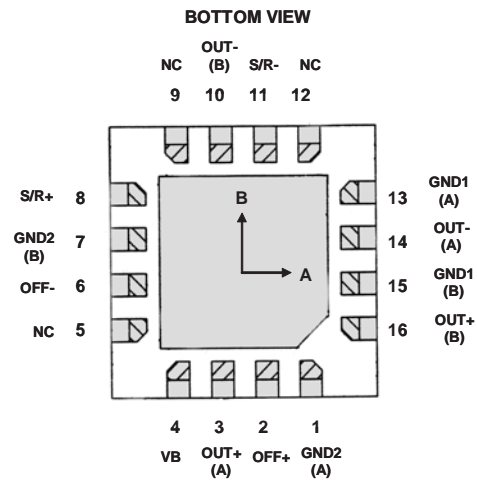 BOTTOM VIEW
OUT-
NC (B) S/R- NC
9 10 11 12
S/R+ 8
GND2 7
(B)
OFF- 6
NC 5
B
A
13 GND1
(A)
14 OUT-
(A)
15 GND1
(B)
16 OUT+
(B)
4 3 2 1
VB OUT+ OFF+ GND2
(A) (A)